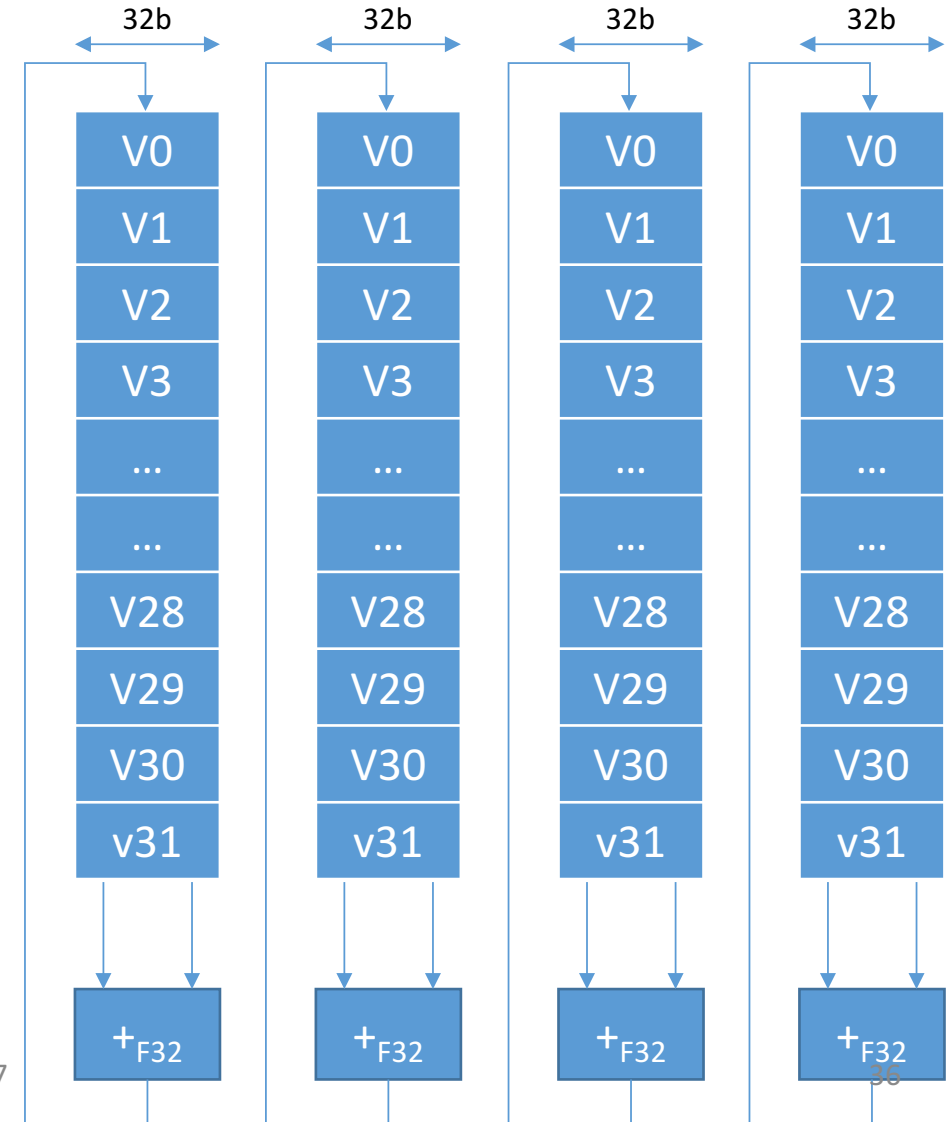 32b 32b 32b 32b
V0 V0 V0 V0
V1 V1 V1 V1
V2 V2 V2 V2
V3 V3 V3 V3
... ... ... ...
... ... ... ...
V28 V28 V28 V28
V29 V29 V29 V29
V30 V30 V30 V30
v31 v31 v31 v31
+F32 +F32 +F32 +F32
7 36